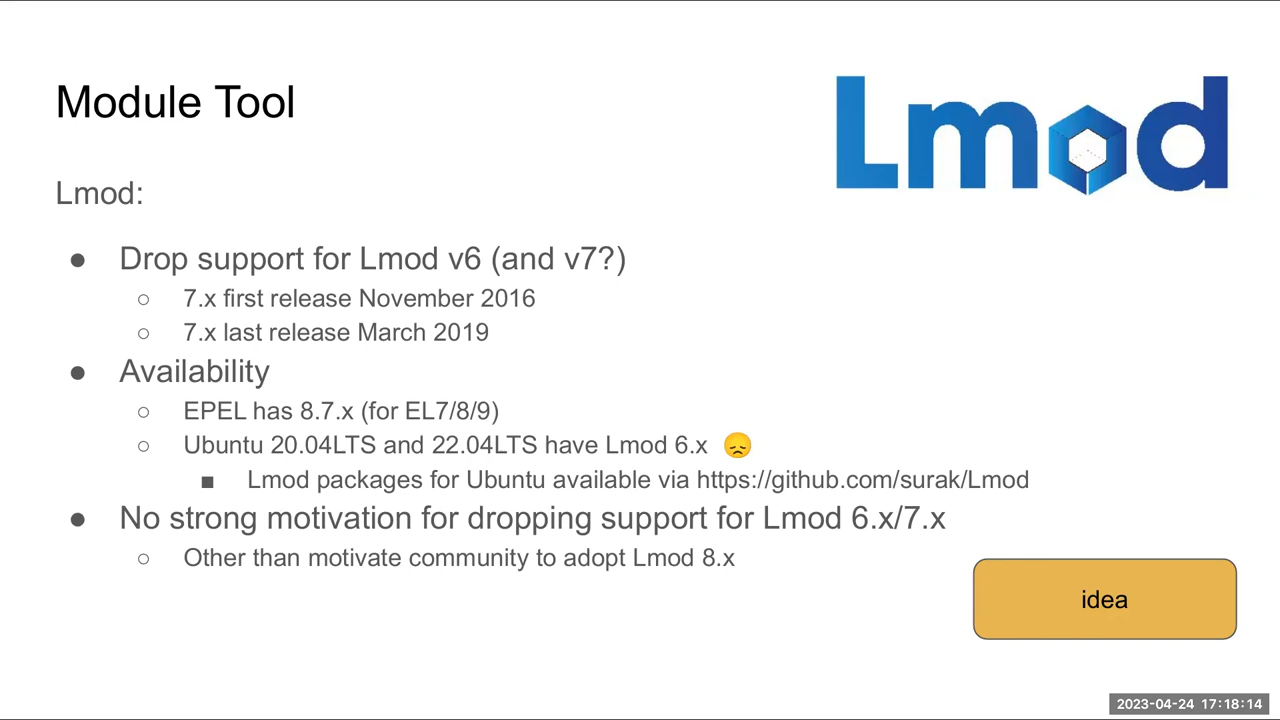 Module Tool
Lmod
Lmod:
● Drop support for Lmod v6 (and v7?)
○ 7.x first release November 2016
○ 7.x last release March 2019
● Availability
○ EPEL has 8.7.x (for EL7/8/9)
○ Ubuntu 20.04LTS and 22.04LTS have Lmod 6.x 😞
■ Lmod packages for Ubuntu available via https://github.com/surak/Lmod
● No strong motivation for dropping support for Lmod 6.x/7.x
○ Other than motivate community to adopt Lmod 8.x
idea
2023-04-24 17:18:14